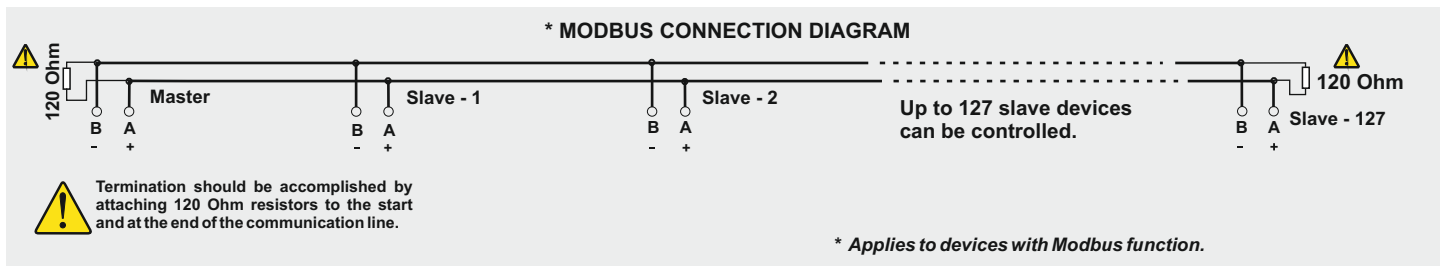 * MODBUS CONNECTION DIAGRAM
120 Ohm
Master
Slave - 1
Slave - 2
Up to 127 slave devices
can be controlled.
120 Ohm
Slave - 127
B A
- +
B A
- +
B A
- +
B A
- +
Termination should be accomplished by
attaching 120 Ohm resistors to the start
and at the end of the communication line.
* Applies to devices with Modbus function.